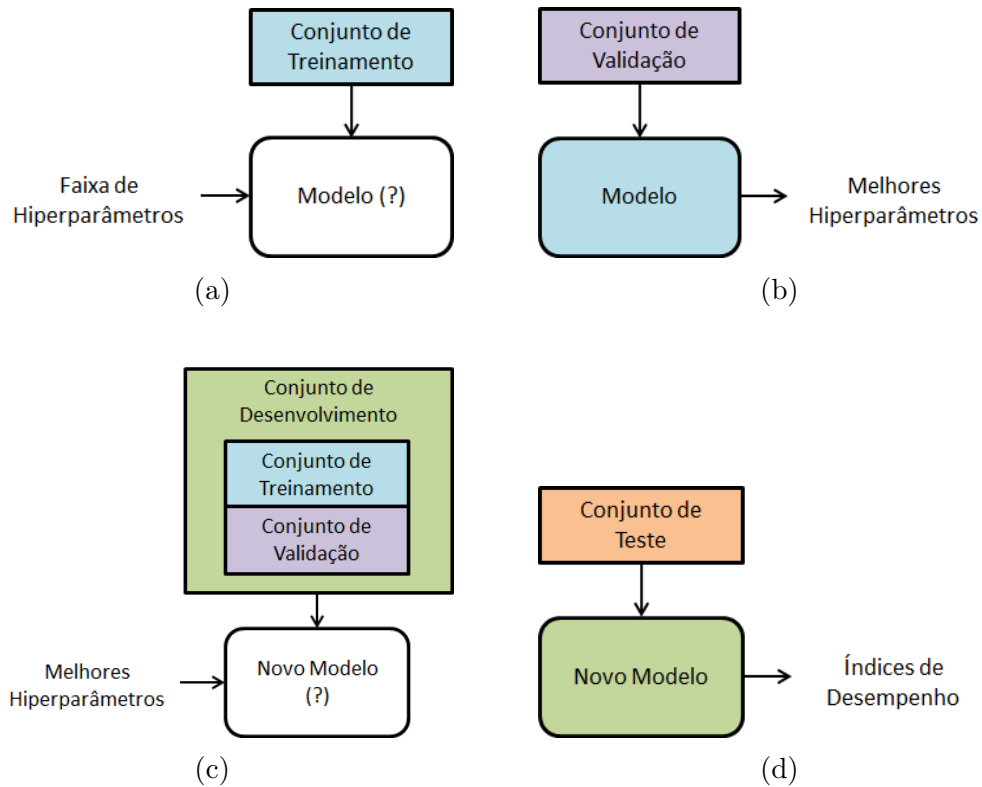 Conjunto de
Treinamento
Faixa de
Hiperparâmetros
Modelo (?)
(a)
Conjunto de
Validação
Modelo
Melhores
Hiperparâmetros
(b)
Conjunto de
Desenvolvimento
Conjunto de
Treinamento
Conjunto de
Validação
Melhores
Hiperparâmetros
Novo Modelo
(?)
(c)
Conjunto de
Teste
Novo Modelo
Índices de
Desempenho
(d)